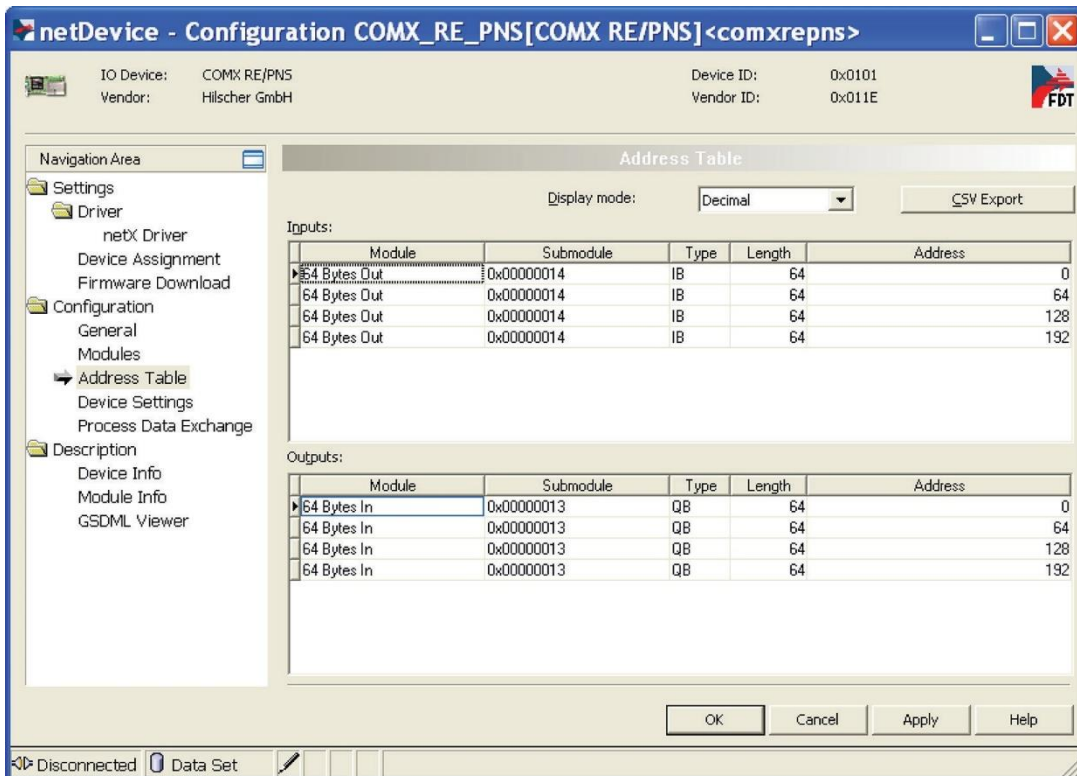 netDevice - Configuration COMX_RE_PNS[COMX RE/PNS]<comxrepns>
IO Device: COMX RE/PNS Device ID: 0x0101
Vendor: Hilscher GmbH Vendor ID: 0x011E
FDT
Navigation Area
Settings
Driver
netX Driver
Device Assignment
Firmware Download
Configuration
General
Modules
Address Table
Device Settings
Process Data Exchange
Description
Device Info
Module Info
GSDML Viewer
Address Table
Display mode: Decimal CSV Export
Inputs:
Module Submodule Type Length Address
64 Bytes Out 0x00000014 IB 64 0
64 Bytes Out 0x00000014 IB 64 64
64 Bytes Out 0x00000014 IB 64 128
64 Bytes Out 0x00000014 IB 64 192
Outputs:
Module Submodule Type Length Address
64 Bytes In 0x00000013 QB 64 0
64 Bytes In 0x00000013 QB 64 64
64 Bytes In 0x00000013 QB 64 128
64 Bytes In 0x00000013 QB 64 192
OK Cancel Apply Help
Disconnected Data Set